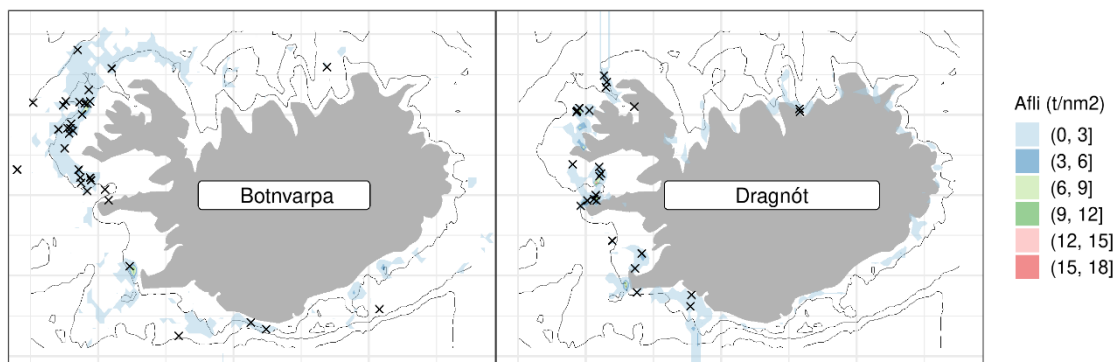 Botnvarpa
Dragnót
Afli (t/nm2)
(0, 3]
(3, 6]
(6, 9]
(9, 12]
(12, 15]
(15, 18]